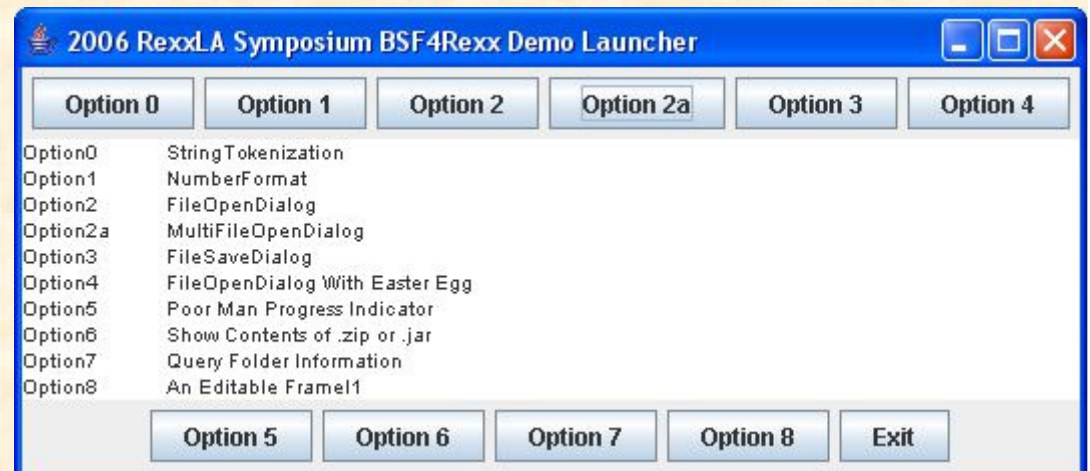 2006 RexxLA Symposium BSF4Rexx Demo Launcher
Option 0 Option 1 Option 2 Option 2a Option 3 Option 4
Option0 StringTokenization
Option1 NumberFormat
Option2 FileOpenDialog
Option2a MultiFileOpenDialog
Option3 FileSaveDialog
Option4 FileOpenDialog With Easter Egg
Option5 Poor Man Progress Indicator
Option6 Show Contents of .zip or .jar
Option7 Query Folder Information
Option8 An Editable Framel1
Option 5 Option 6 Option 7 Option 8 Exit